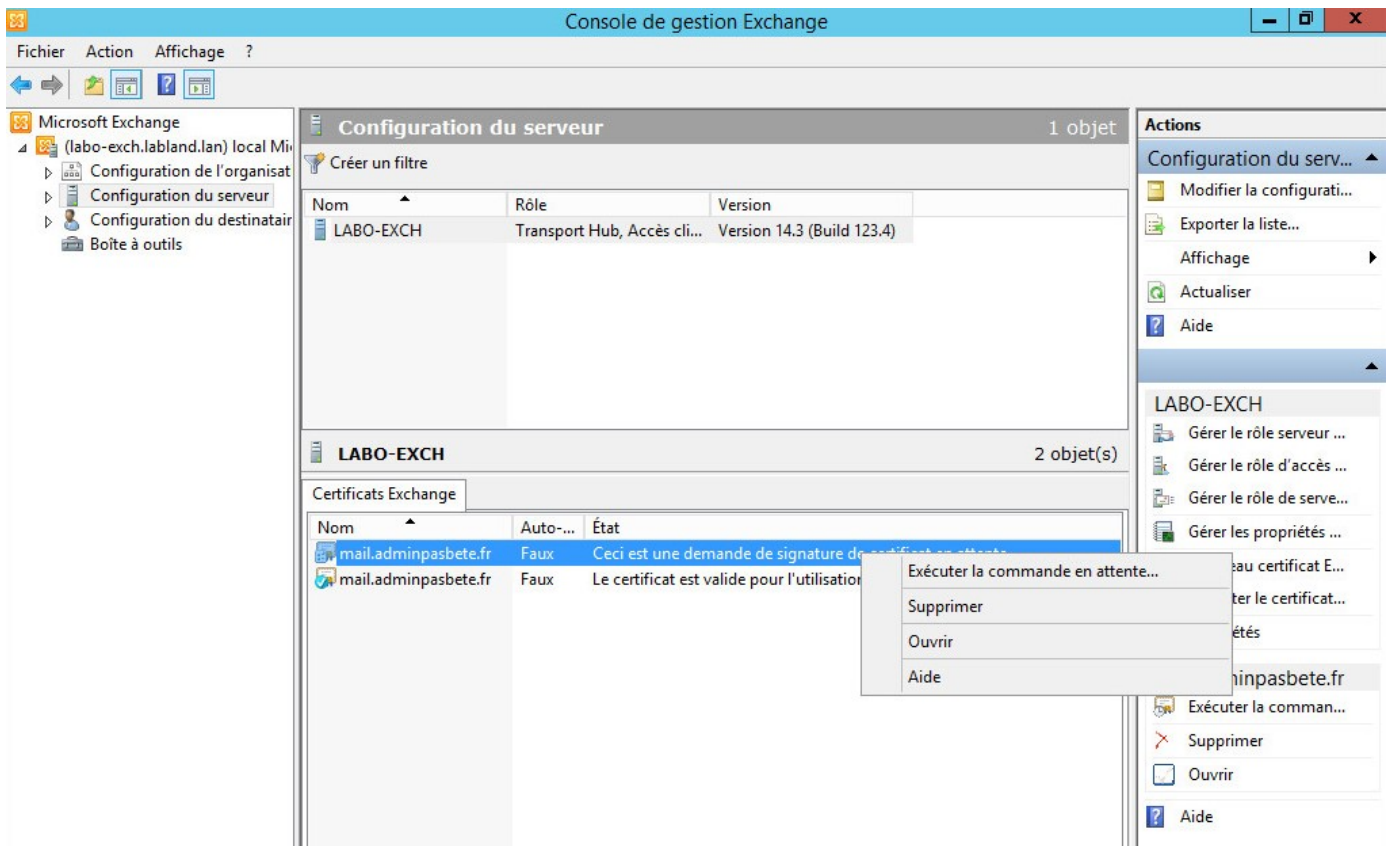 Console de gestion Exchange
Fichier Action Affichage ?
Microsoft Exchange
(labo-exch.labland.lan) local Mi
Configuration de l'organisat
Configuration du serveur
Configuration du destinatair
Boîte à outils
Configuration du serveur 1 objet
Créer un filtre
Nom Rôle Version
LABO-EXCH Transport Hub, Accès cli... Version 14.3 (Build 123.4)
LABO-EXCH 2 objet(s)
Certificats Exchange
Nom Auto-... État
mail.adminpasbete.fr Faux Ceci est une demande de signature de certificat en attente
mail.adminpasbete.fr Faux Le certificat est valide pour l'utilisation
Exécuter la commande en attente...
Supprimer
Ouvrir
Aide
Actions
Configuration du serv...
Modifier la configurati...
Exporter la liste...
Affichage
Actualiser
Aide
LABO-EXCH
Gérer le rôle serveur ...
Gérer le rôle d'accès ...
Gérer le rôle de serve...
Gérer les propriétés ...
eau certificat E...
ter le certificat...
étés
ninpasbete.fr
Exécuter la comman...
Supprimer
Ouvrir
Aide